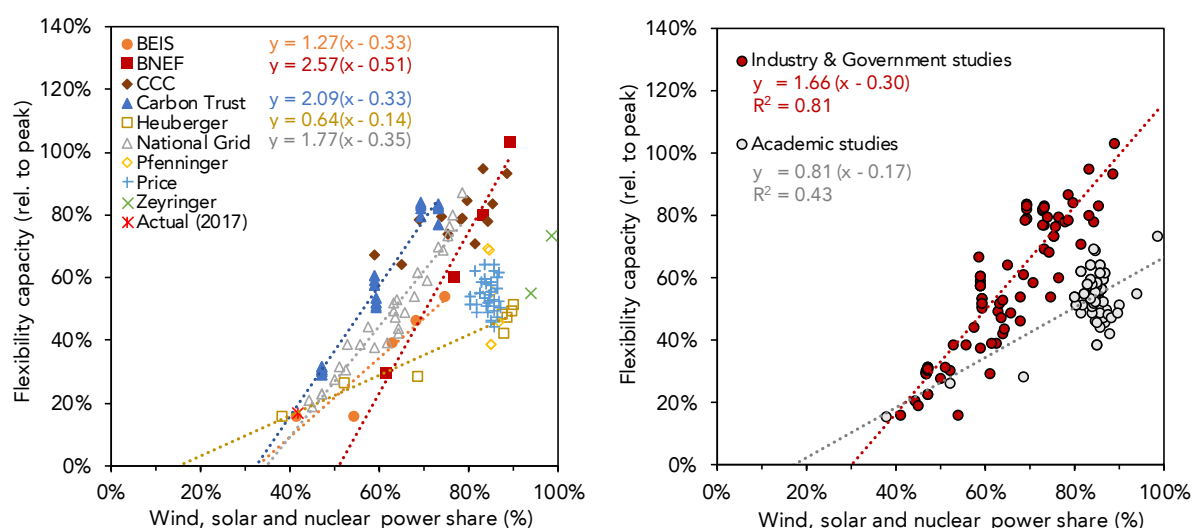 140%
120%
100%
80%
60%
40%
20%
0%
Flexibility capacity (rel. to peak)
BEIS y = 1.27(x - 0.33)
BNEF y = 2.57(x - 0.51)
CCC
Carbon Trust y = 2.09(x - 0.33)
Heuberger y = 0.64(x - 0.14)
National Grid y = 1.77(x - 0.35)
Pfenninger
Price
Zeyringer
Actual (2017)
0% 20% 40% 60% 80% 100%
Wind, solar and nuclear power share (%)
140%
120%
100%
80%
60%
40%
20%
0%
Flexibility capacity (rel. to peak)
Industry & Government studies
y = 1.66 (x - 0.30)
R² = 0.81
Academic studies
y = 0.81 (x - 0.17)
R² = 0.43
0% 20% 40% 60% 80% 100%
Wind, solar and nuclear power share (%)